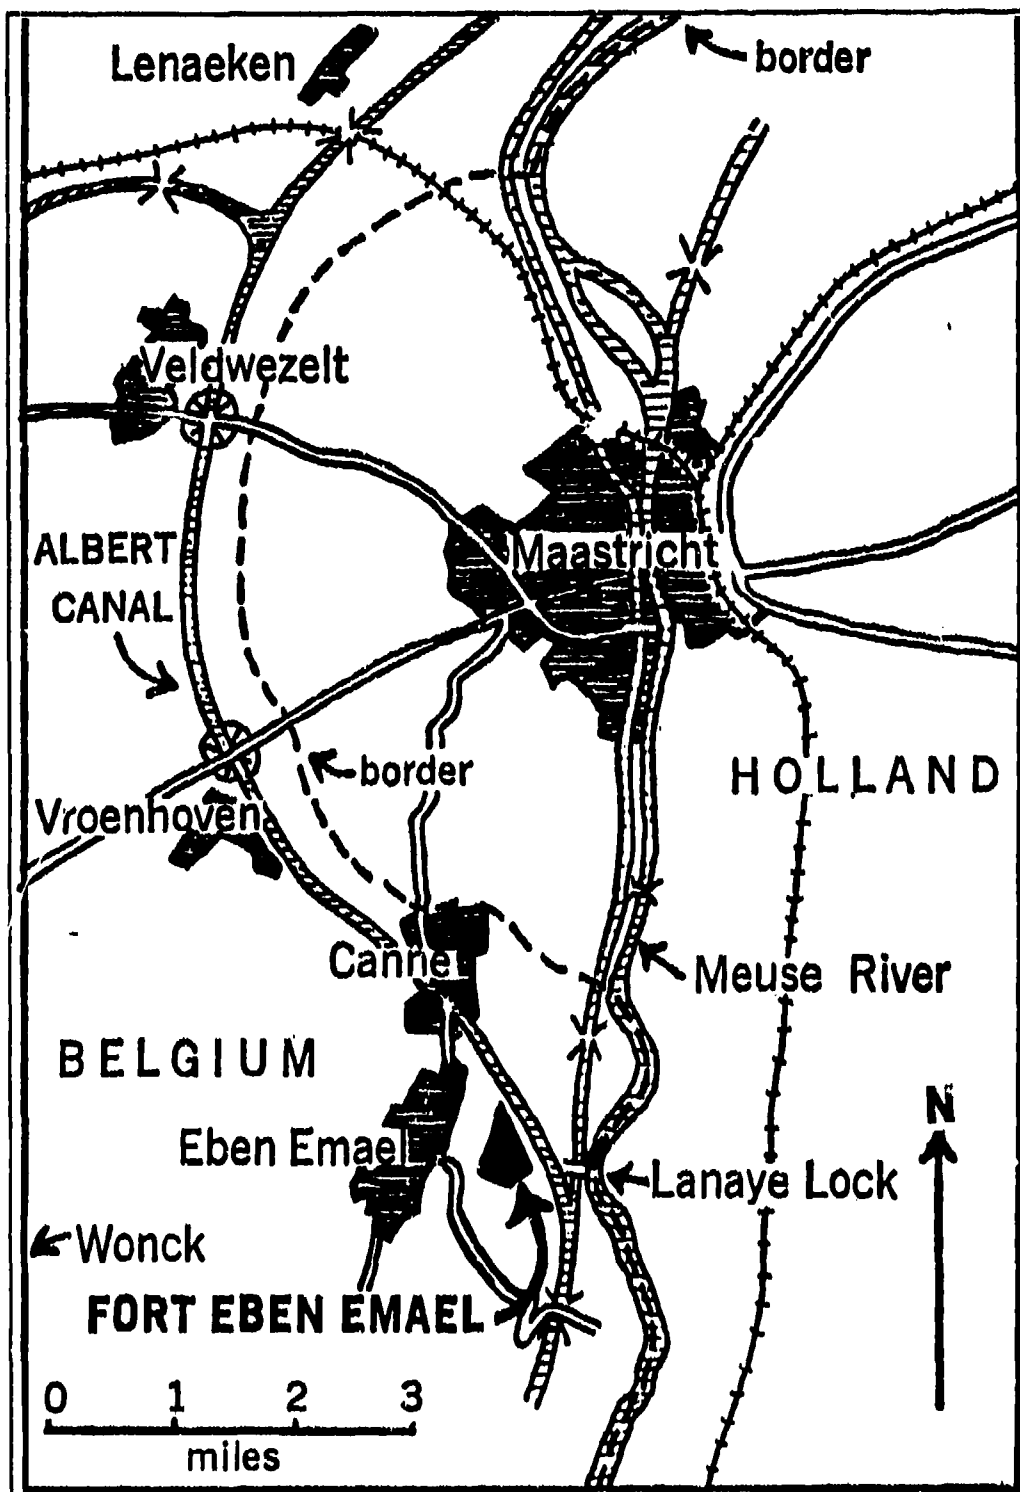 Lenaeken
border
Veldwezelt
ALBERT
CANAL
Maastricht
border
HOLLAND
Vroenhoven
Canne
Meuse River
BELGIUM
N
Eben Emael
Lanaye Lock
Wonck
FORT EBEN EMAEL
0 1 2 3
miles